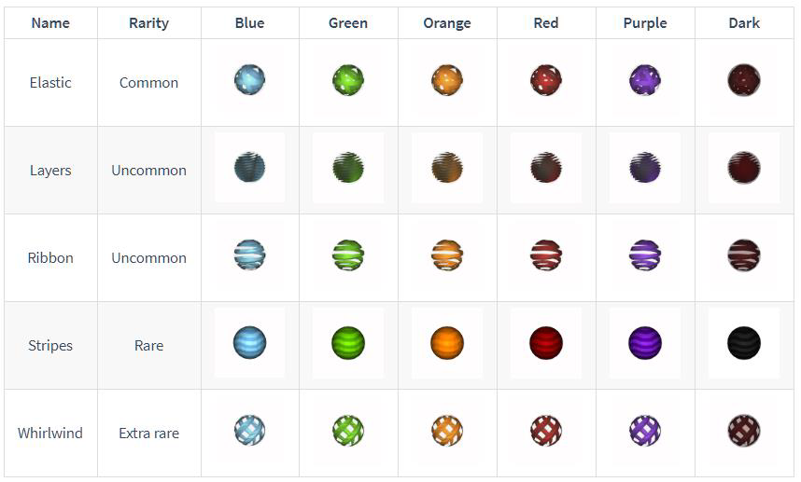 Name Rarity Blue Green Orange Red Purple Dark
Elastic Common
Layers Uncommon
Ribbon Uncommon
Stripes Rare
Whirlwind Extra rare